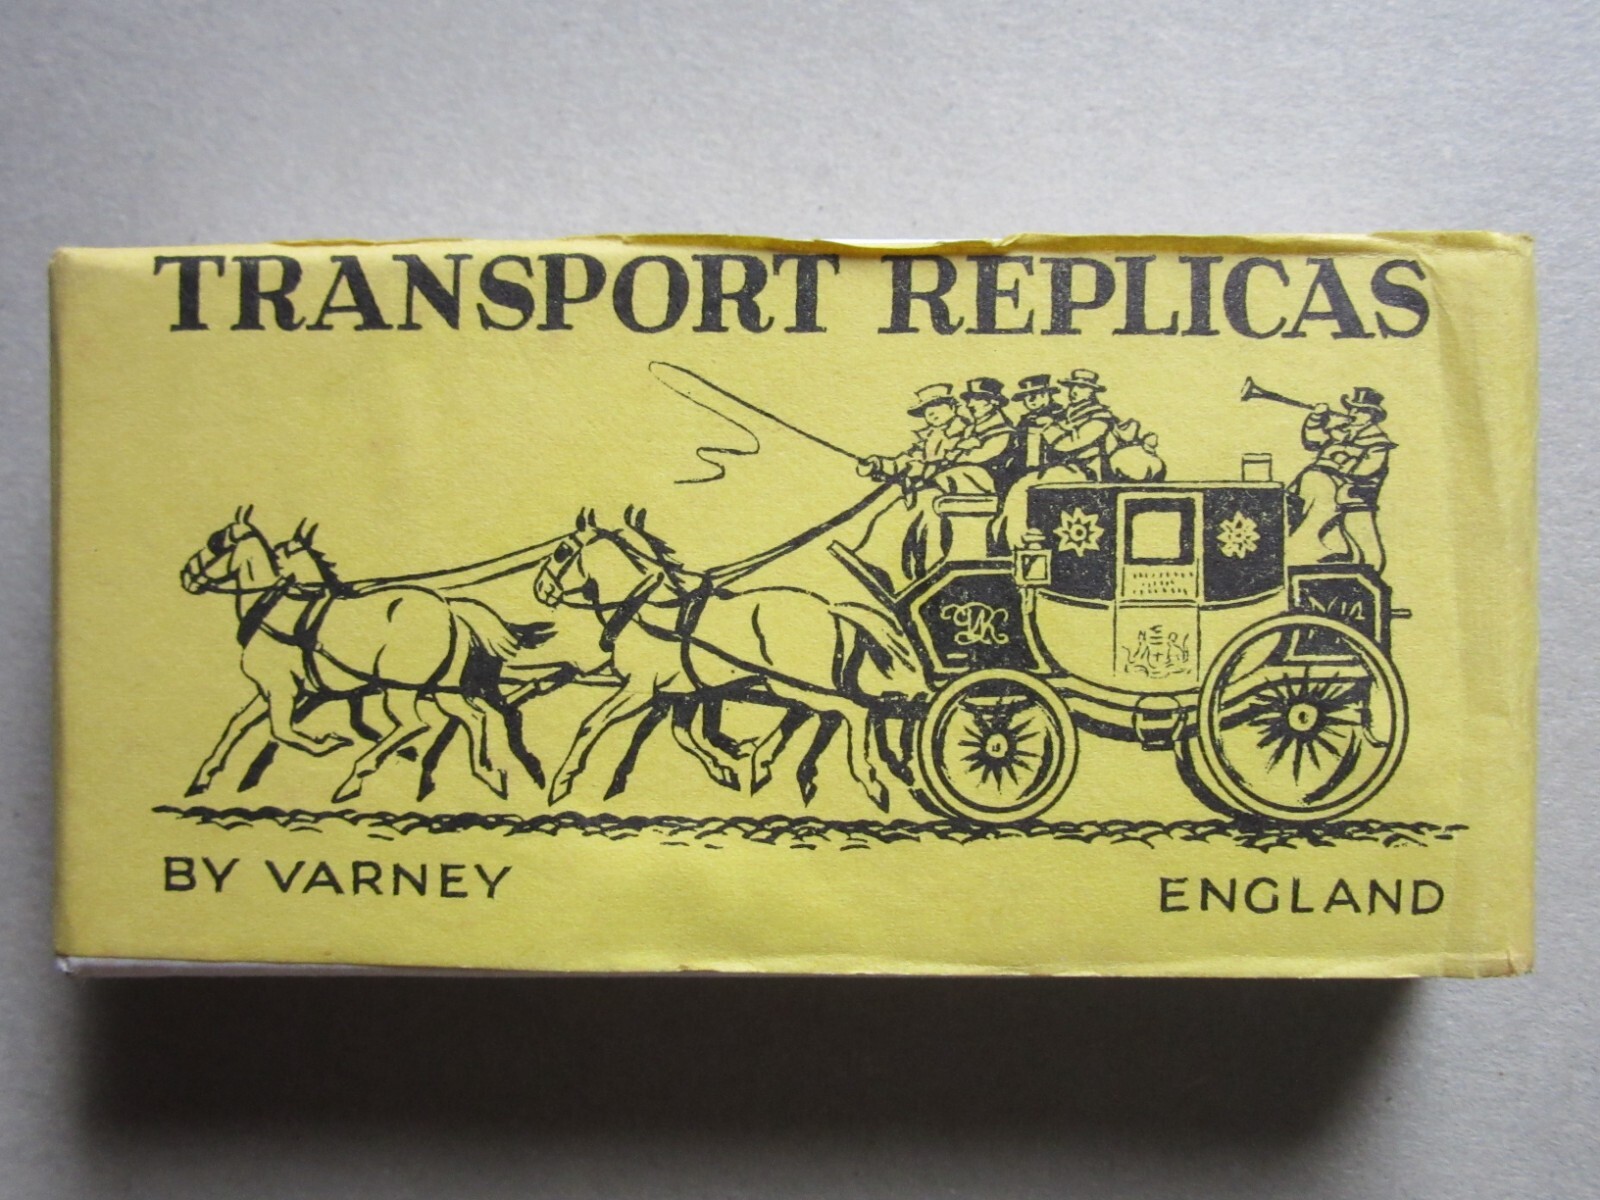 TRANSPORT REPLICAS
BY VARNEY
ENGLAND